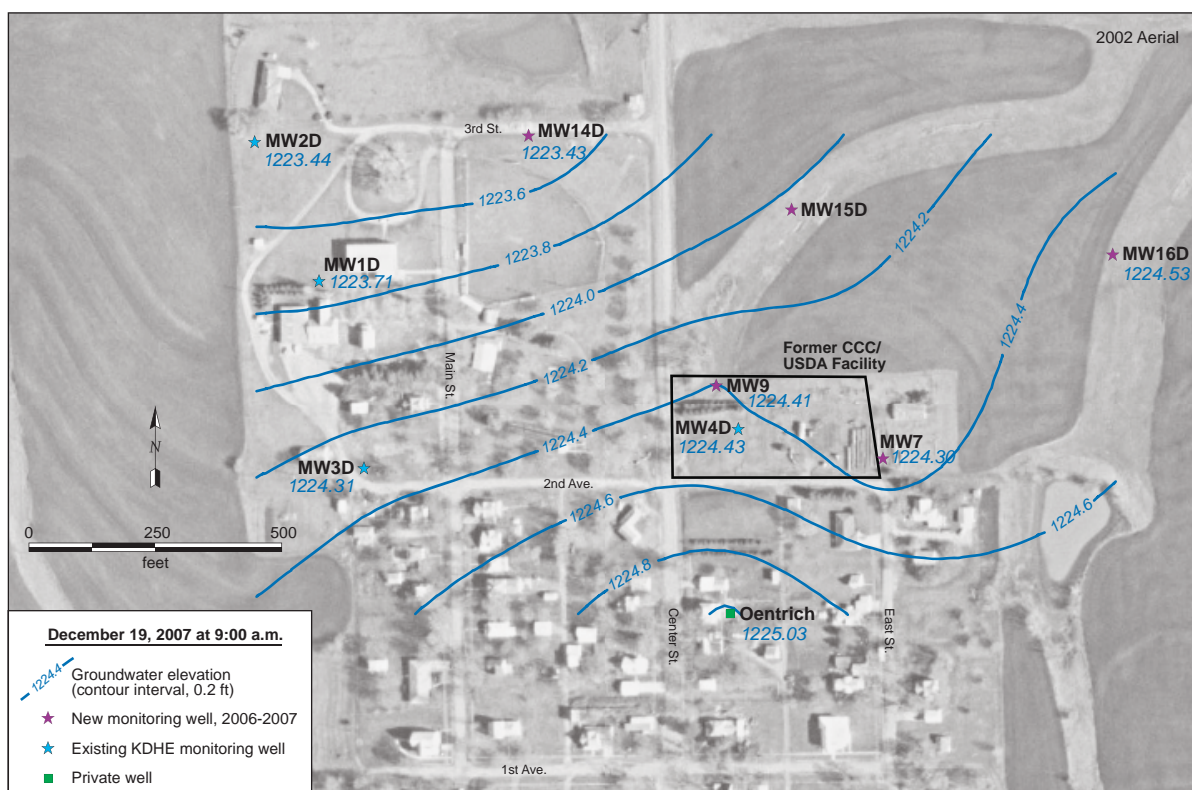 2002 Aerial
3rd St.
MW14D
1223.43
MW2D
1223.44
1223.6
MW15D
1224.2
MW16D
1224.53
1223.8
MW1D
1223.71
1224.0
1224.4
1224.2
Main St.
Former CCC/
USDA Facility
MW9
1224.41
1224.4
MW4D
1224.43
MW7
1224.30
MW3D
1224.31
2nd Ave.
N
1224.6
1224.6
0 250 500
feet
1224.8
Center St.
Oentrich
1225.03
East St.
1st Ave.
December 19, 2007 at 9:00 a.m.
1224.4
Groundwater elevation
(contour interval, 0.2 ft)
New monitoring well, 2006-2007
Existing KDHE monitoring well
Private well